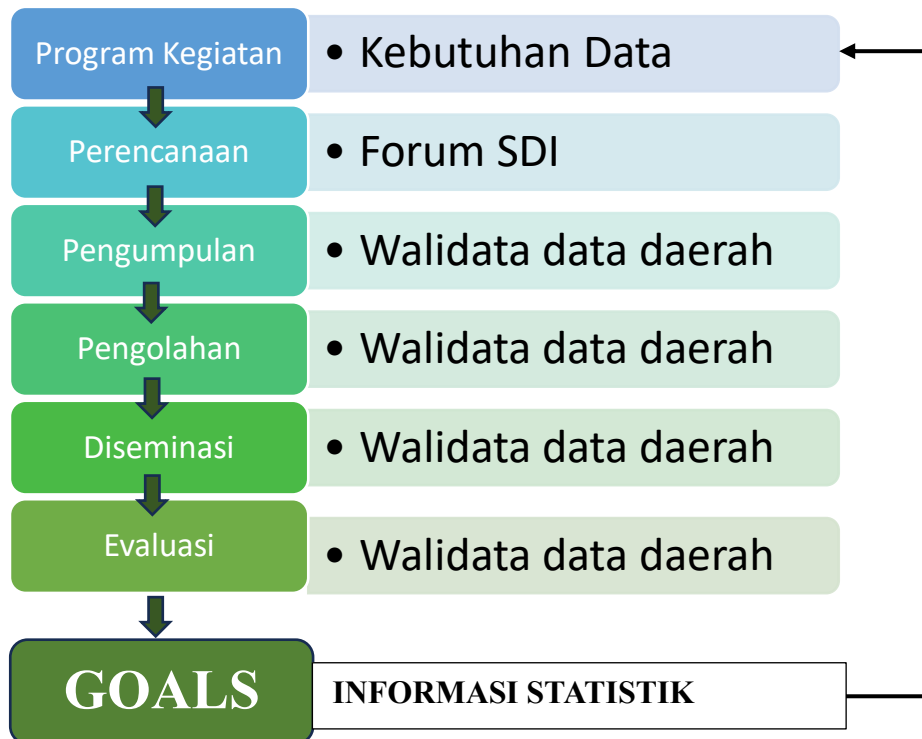 Program Kegiatan
• Kebutuhan Data
Perencanaan
• Forum SDI
Pengumpulan
• Walidata data daerah
Pengolahan
• Walidata data daerah
Diseminasi
• Walidata data daerah
Evaluasi
• Walidata data daerah
GOALS
INFORMASI STATISTIK